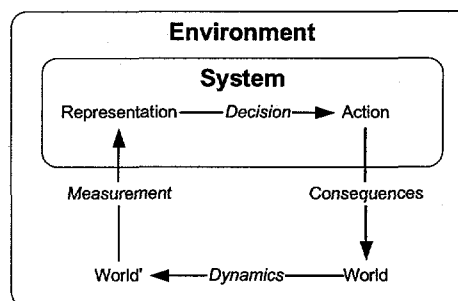 Environment
System
Representation Decision Action
Measurement Consequences
World' Dynamics World